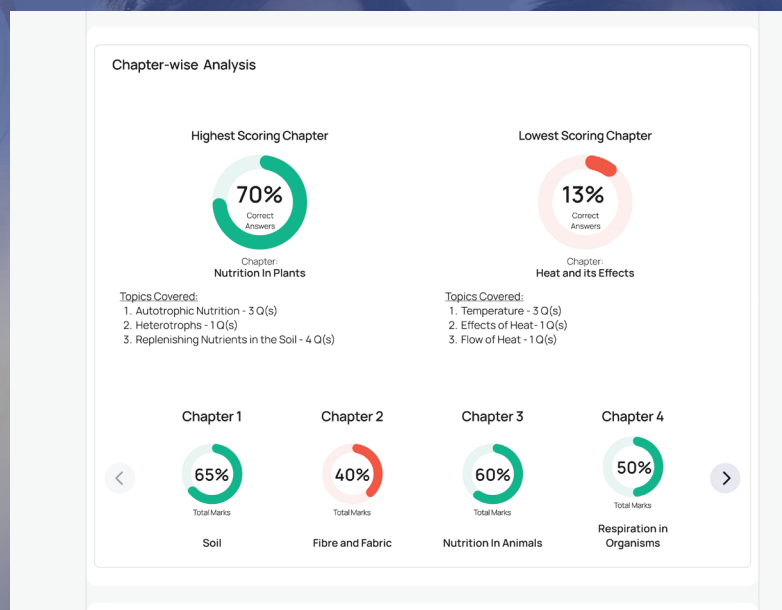 Chapter-wise Analysis
Highest Scoring Chapter
70%
Correct
Answers
Chapter:
Nutrition In Plants
Topics Covered:
1. Autotrophic Nutrition - 3 Q(s)
2. Heterotrophs - 1 Q(s)
3. Replenishing Nutrients in the Soil - 4 Q(s)
Lowest Scoring Chapter
13%
Correct
Answers
Chapter:
Heat and its Effects
Topics Covered:
1. Temperature - 3 Q(s)
2. Effects of Heat- 1 Q(s)
3. Flow of Heat - 1 Q(s)
Chapter 1
65%
Total Marks
Soil
Chapter 2
40%
Total Marks
Fibre and Fabric
Chapter 3
60%
Total Marks
Nutrition In Animals
Chapter 4
50%
Total Marks
Respiration in
Organisms